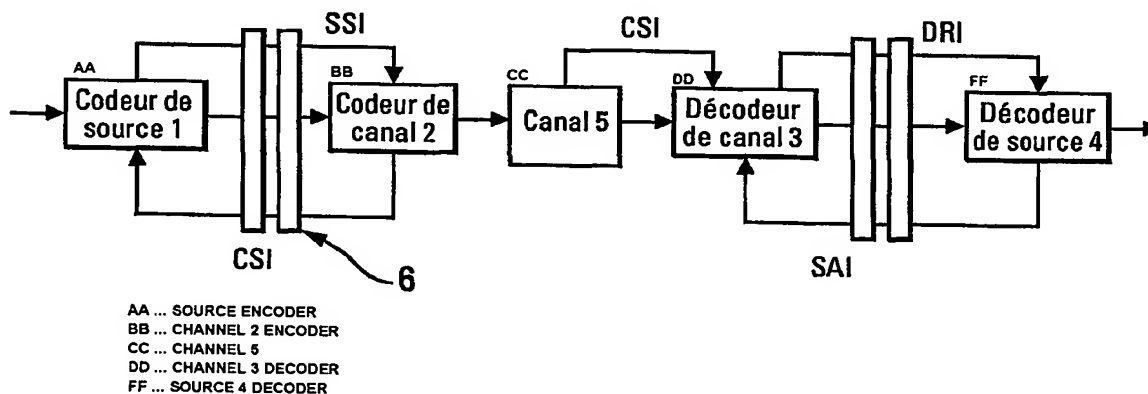 SSI
CSI
DRI
AA
Codeur de
source 1
BB
Codeur de
canal 2
CC
Canal 5
DD
Décodeur
de canal 3
FF
Décodeur
de source 4
CSI
6
SAI
AA ... SOURCE ENCODER
BB ... CHANNEL 2 ENCODER
CC ... CHANNEL 5
DD ... CHANNEL 3 DECODER
FF ... SOURCE 4 DECODER